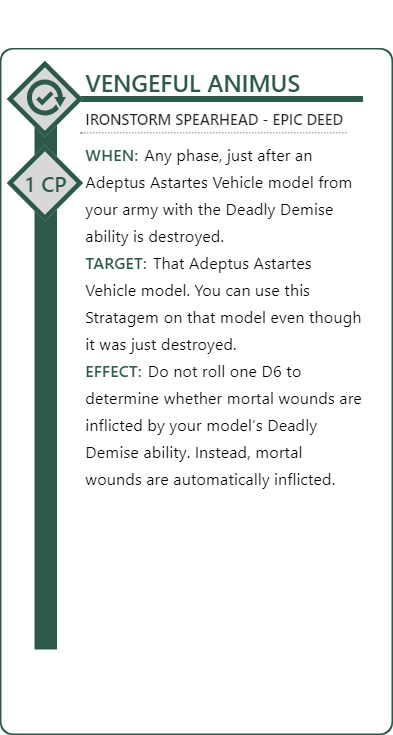 VENGEFUL ANIMUS
IRONSTORM SPEARHEAD - EPIC DEED
1 CP
WHEN: Any phase, just after an
Adeptus Astartes Vehicle model from
your army with the Deadly Demise
ability is destroyed.
TARGET: That Adeptus Astartes
Vehicle model. You can use this
Stratagem on that model even though
it was just destroyed.
EFFECT: Do not roll one D6 to
determine whether mortal wounds are
inflicted by your model's Deadly
Demise ability. Instead, mortal
wounds are automatically inflicted.